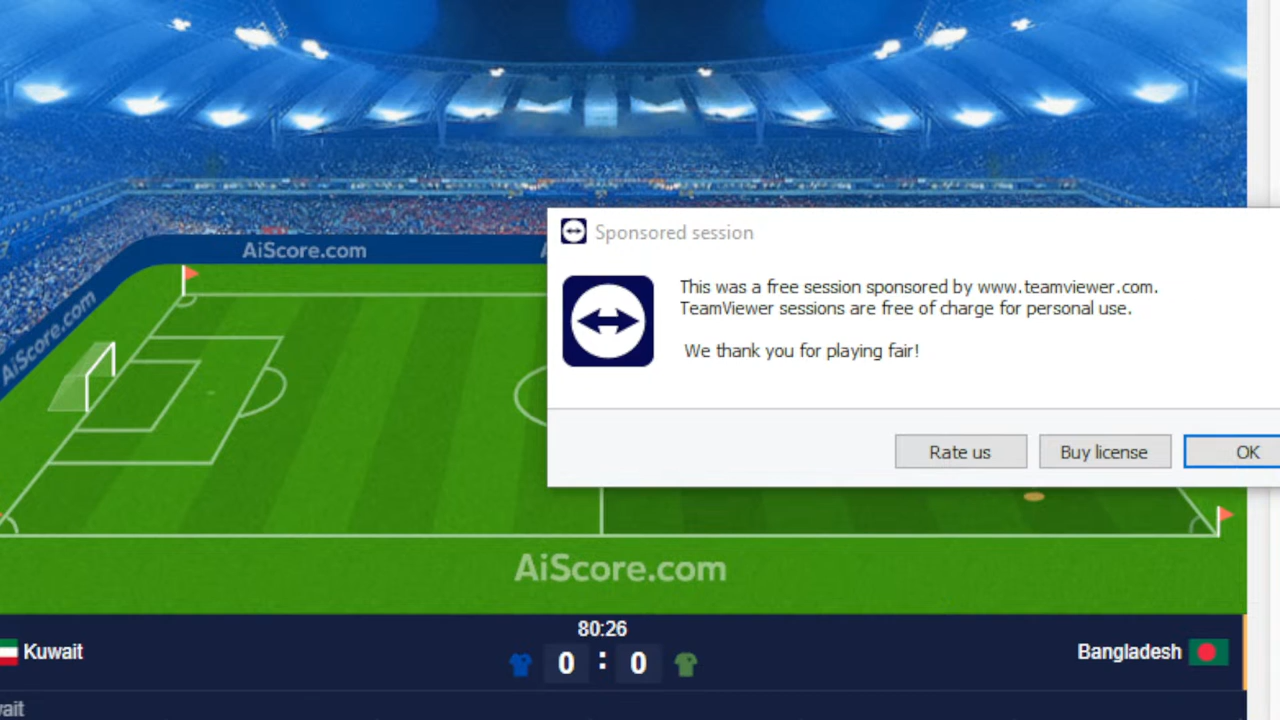 AiScore.com
AiScore.com
Sponsored session
This was a free session sponsored by www.teamviewer.com.
TeamViewer sessions are free of charge for personal use.
We thank you for playing fair!
Rate us
Buy license
OK
AiScore.com
80:26
Kuwait
0 : 0
Bangladesh